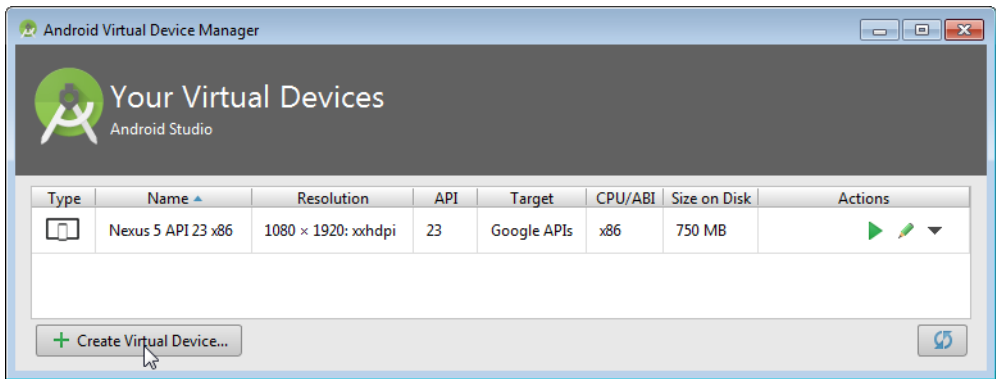 Android Virtual Device Manager
Your Virtual Devices
Android Studio
Type Name Resolution API Target CPU/ABI Size on Disk Actions
Nexus 5 API 23 x86 1080 × 1920: xxhdpi 23 Google APIs x86 750 MB
Create Virtual Device...